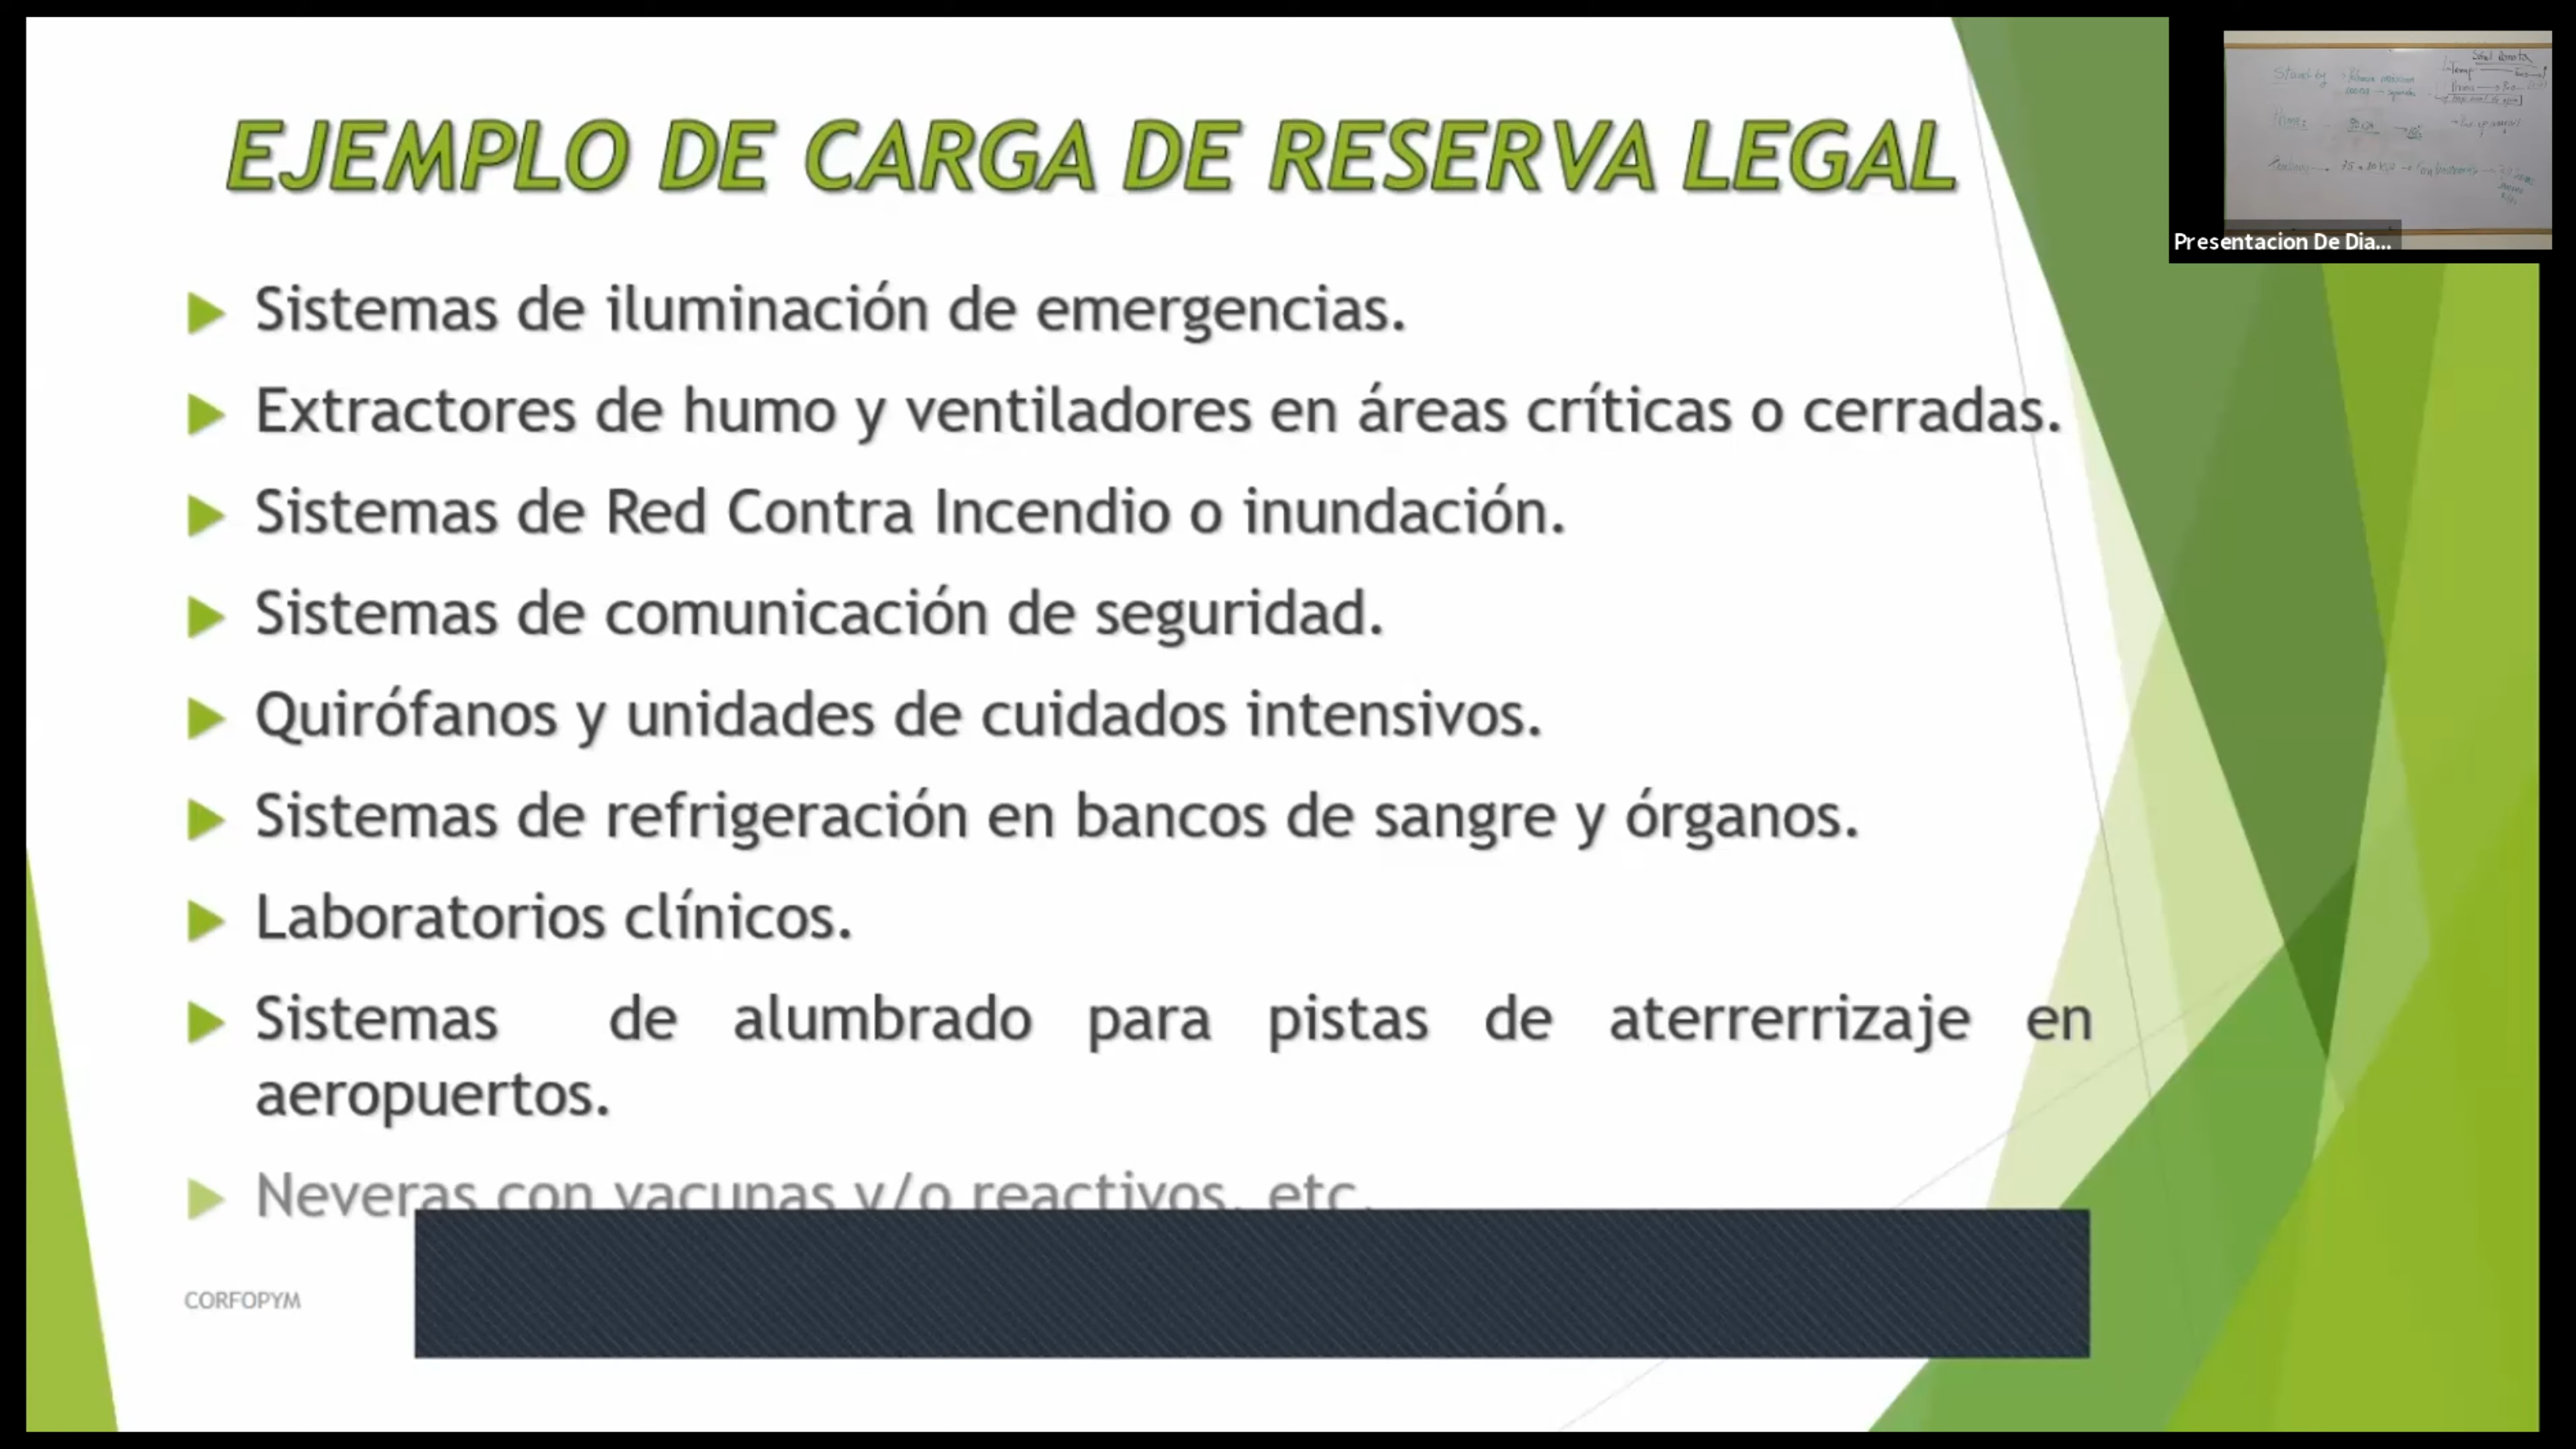 EJEMPLO DE CARGA DE RESERVA LEGAL
Sistemas de iluminación de emergencias.
Extractores de humo y ventiladores en áreas críticas o cerradas.
Sistemas de Red Contra Incendio o inundación.
Sistemas de comunicación de seguridad.
Quirófanos y unidades de cuidados intensivos.
Sistemas de refrigeración en bancos de sangre y órganos.
Laboratorios clínicos.
Sistemas de alumbrado para pistas de aterrerrizaje en
aeropuertos.
Neveras con vacunas y/o reactivos, etc.
CORFOPYM
Presentacion De Dia...
Stand by